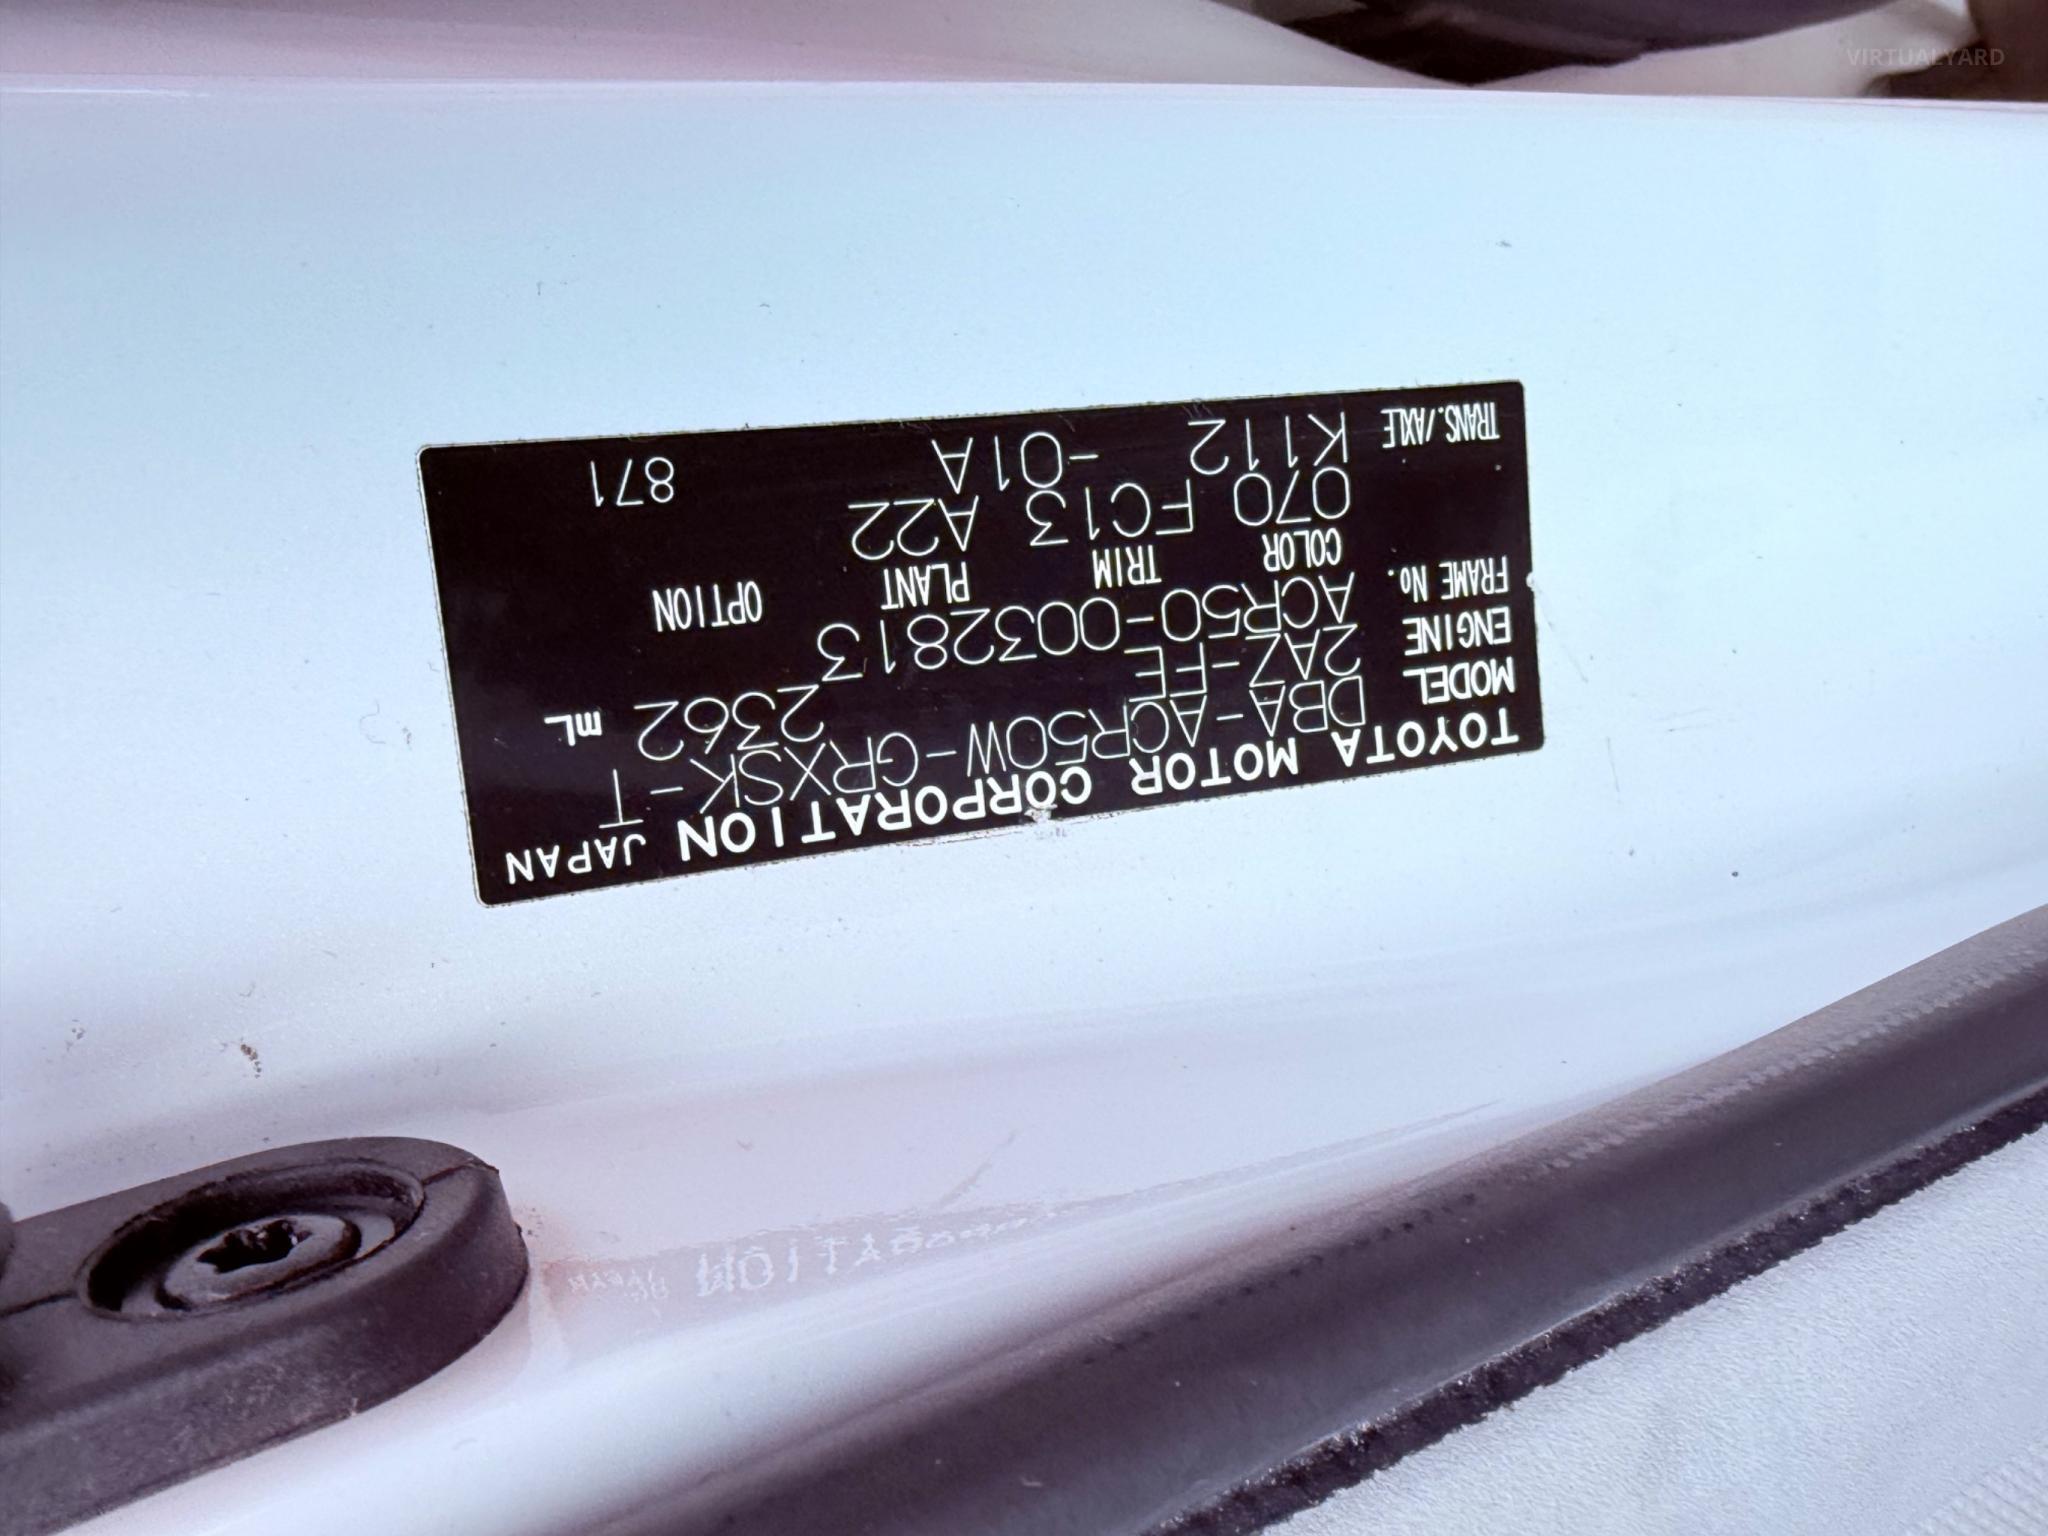 TOYOTA MOTOR CORPORATION JAPAN
MODEL DBA-ACR50W-GRXSK-T
ENGINE 2AZ-FE 2362 mL
FRAME No. ACR50-0032813
COLOR TRIM PLANT OPTION
070 FC13 A22
TRANS./AXLE K112 -01A 871
VIRTUALYARD